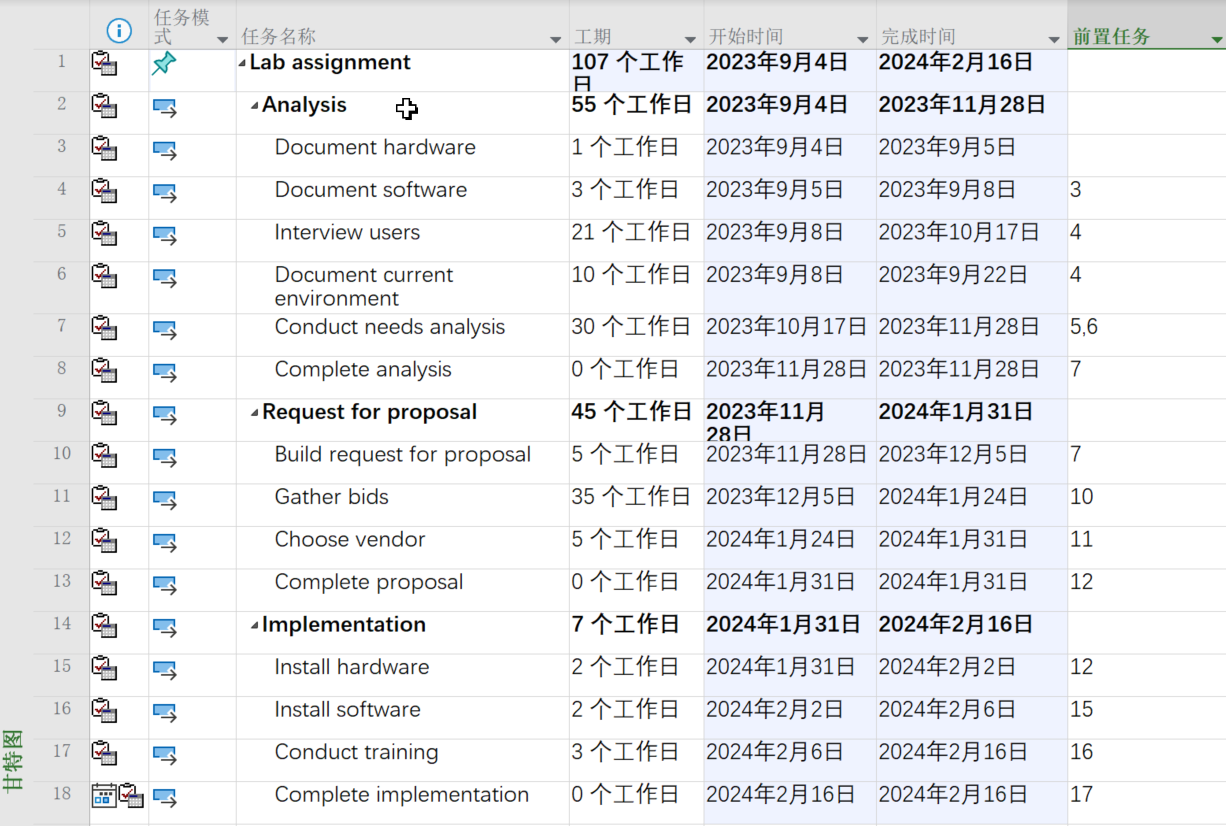 任务模式 任务名称 工期 开始时间 完成时间 前置任务
1 Lab assignment 107 个工作日 2023年9月4日 2024年2月16日
2 Analysis 55 个工作日 2023年9月4日 2023年11月28日
3 Document hardware 1 个工作日 2023年9月4日 2023年9月5日
4 Document software 3 个工作日 2023年9月5日 2023年9月8日 3
5 Interview users 21 个工作日 2023年9月8日 2023年10月17日 4
6 Document current environment 10 个工作日 2023年9月8日 2023年9月22日 4
7 Conduct needs analysis 30 个工作日 2023年10月17日 2023年11月28日 5,6
8 Complete analysis 0 个工作日 2023年11月28日 2023年11月28日 7
9 Request for proposal 45 个工作日 2023年11月28日 2024年1月31日
10 Build request for proposal 5 个工作日 2023年11月28日 2023年12月5日 7
11 Gather bids 35 个工作日 2023年12月5日 2024年1月24日 10
12 Choose vendor 5 个工作日 2024年1月24日 2024年1月31日 11
13 Complete proposal 0 个工作日 2024年1月31日 2024年1月31日 12
14 Implementation 7 个工作日 2024年1月31日 2024年2月16日
15 Install hardware 2 个工作日 2024年1月31日 2024年2月2日 12
16 Install software 2 个工作日 2024年2月2日 2024年2月6日 15
17 Conduct training 3 个工作日 2024年2月6日 2024年2月16日 16
18 Complete implementation 0 个工作日 2024年2月16日 2024年2月16日 17
甘特图